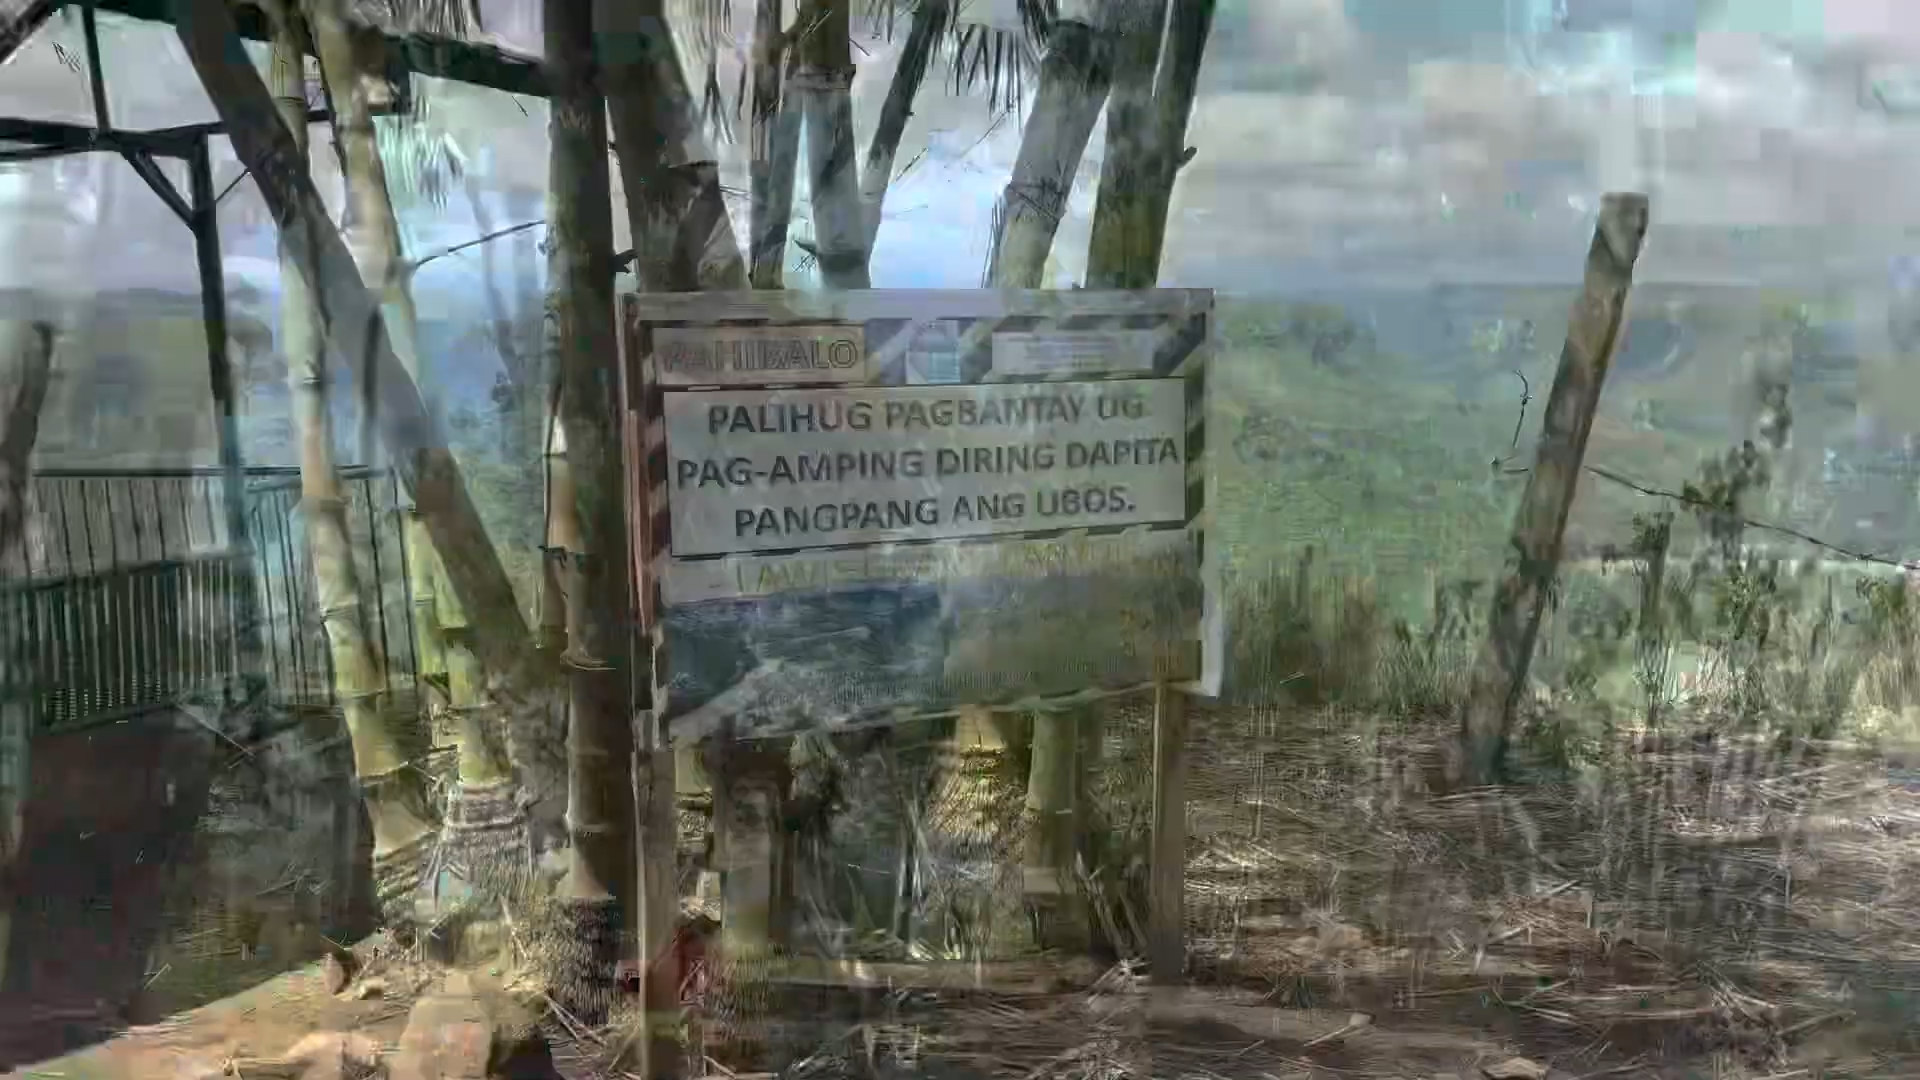 PAHIBALO
PALIHUG PAGBANTAY UG
PAG-AMPING DIRING DAPITA
PANGPANG ANG UBOS.